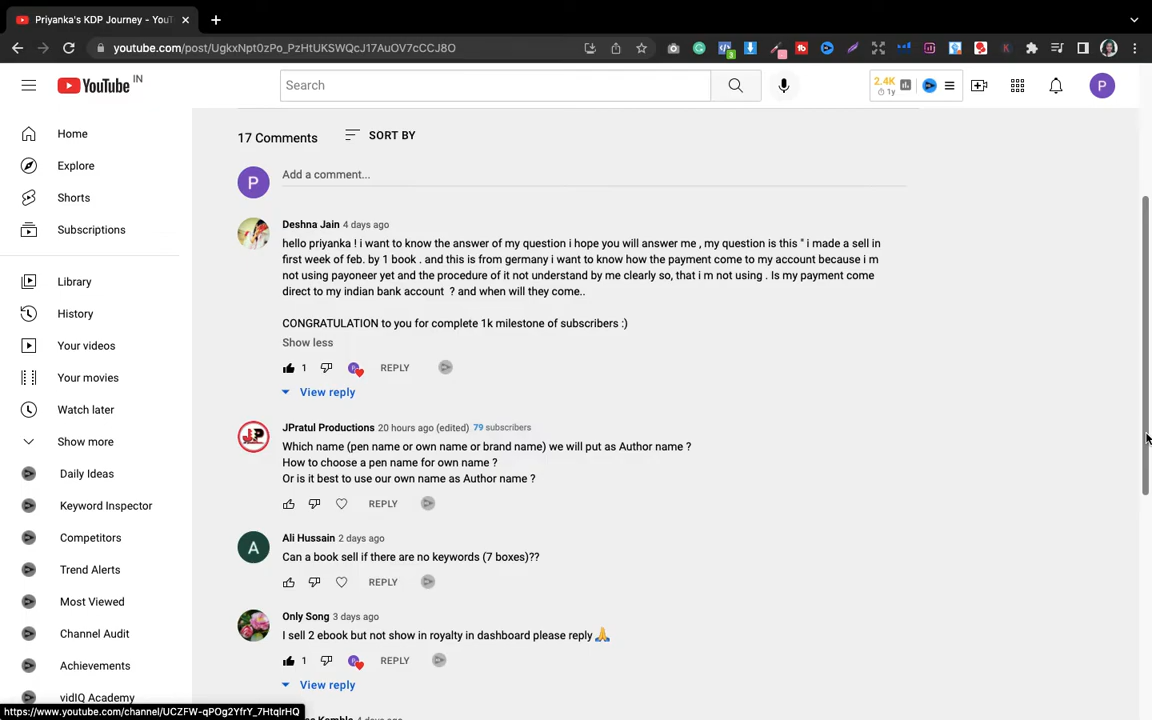 Priyanka's KDP Journey - YouT
youtube.com/post/UgkxNpt0zPo_PzHtUKSWQcJ17AuOV7cCCJ8O
YouTube IN
Search
2.4K
1y
P
Home
Explore
Shorts
Subscriptions
Library
History
Your videos
Your movies
Watch later
Show more
Daily Ideas
Keyword Inspector
Competitors
Trend Alerts
Most Viewed
Channel Audit
Achievements
vidIQ Academy
https://www.youtube.com/channel/UCZFW-qPOg2YfrY_7HtqlrHQ
17 Comments SORT BY
P Add a comment...
Deshna Jain 4 days ago
hello priyanka ! i want to know the answer of my question i hope you will answer me , my question is this " i made a sell in
first week of feb. by 1 book . and this is from germany i want to know how the payment come to my account because i m
not using payoneer yet and the procedure of it not understand by me clearly so, that i m not using . Is my payment come
direct to my indian bank account ? and when will they come..
CONGRATULATION to you for complete 1k milestone of subscribers :)
Show less
1 REPLY
View reply
JPratul Productions 20 hours ago (edited) 79 subscribers
Which name (pen name or own name or brand name) we will put as Author name ?
How to choose a pen name for own name ?
Or is it best to use our own name as Author name ?
REPLY
A Ali Hussain 2 days ago
Can a book sell if there are no keywords (7 boxes)??
REPLY
Only Song 3 days ago
I sell 2 ebook but not show in royalty in dashboard please reply 🙏
1 REPLY
View reply